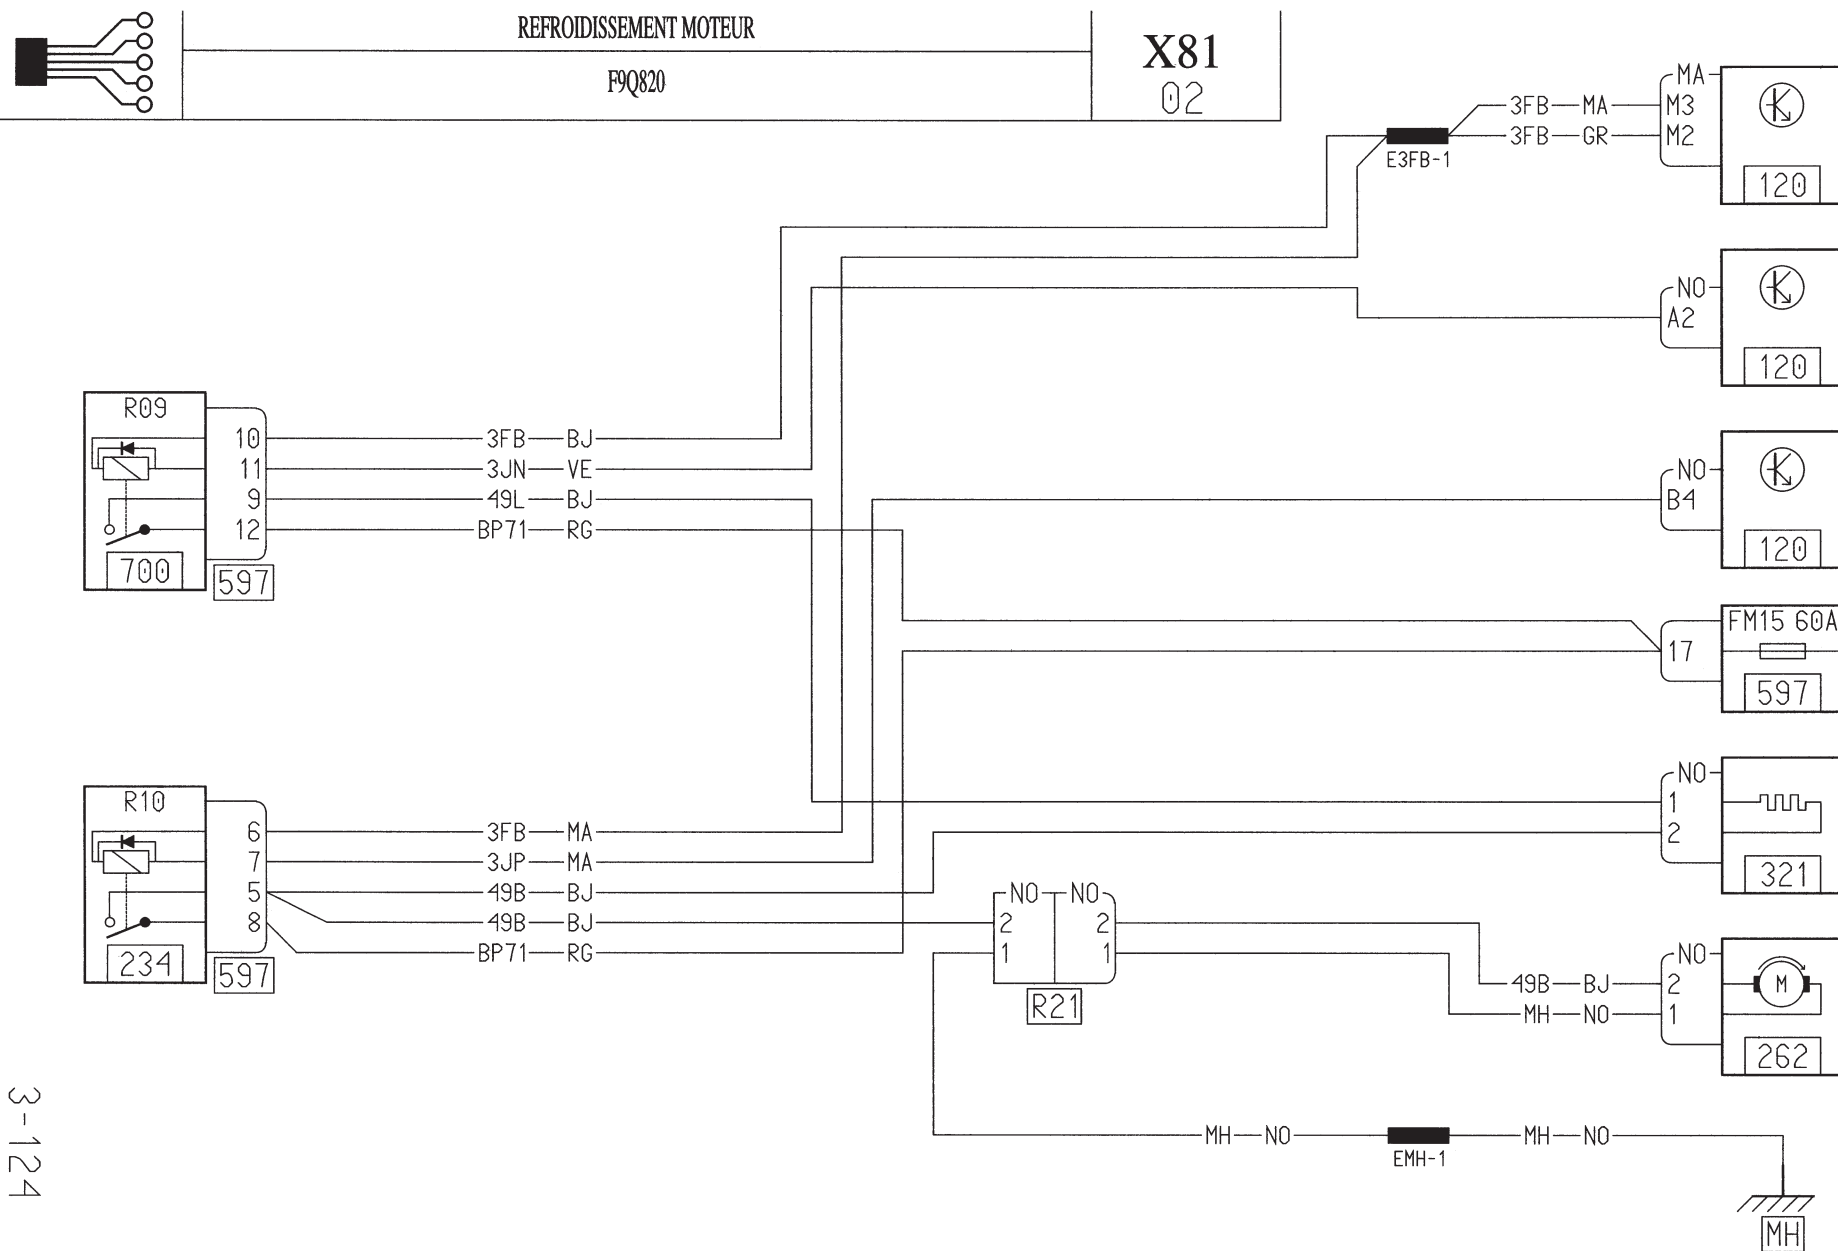 REFROIDISSEMENT MOTEUR
F9Q820
X81
02
MA
3FB MA M3
3FB GR M2
E3FB-1
120
NO
A2
120
R09
10 3FB BJ
11 3JN VE
9 49L BJ
12 BP71 RG
700
597
NO
B4
120
FM15 60A
17
597
R10
6 3FB MA
7 3JP MA
5 49B BJ
8 49B BJ
BP71 RG
234
597
NO
1
2
321
NO NO
2 2
1 1
R21
NO
49B BJ 2
MH NO 1
M
262
MH NO
EMH-1
MH NO
MH
3-124